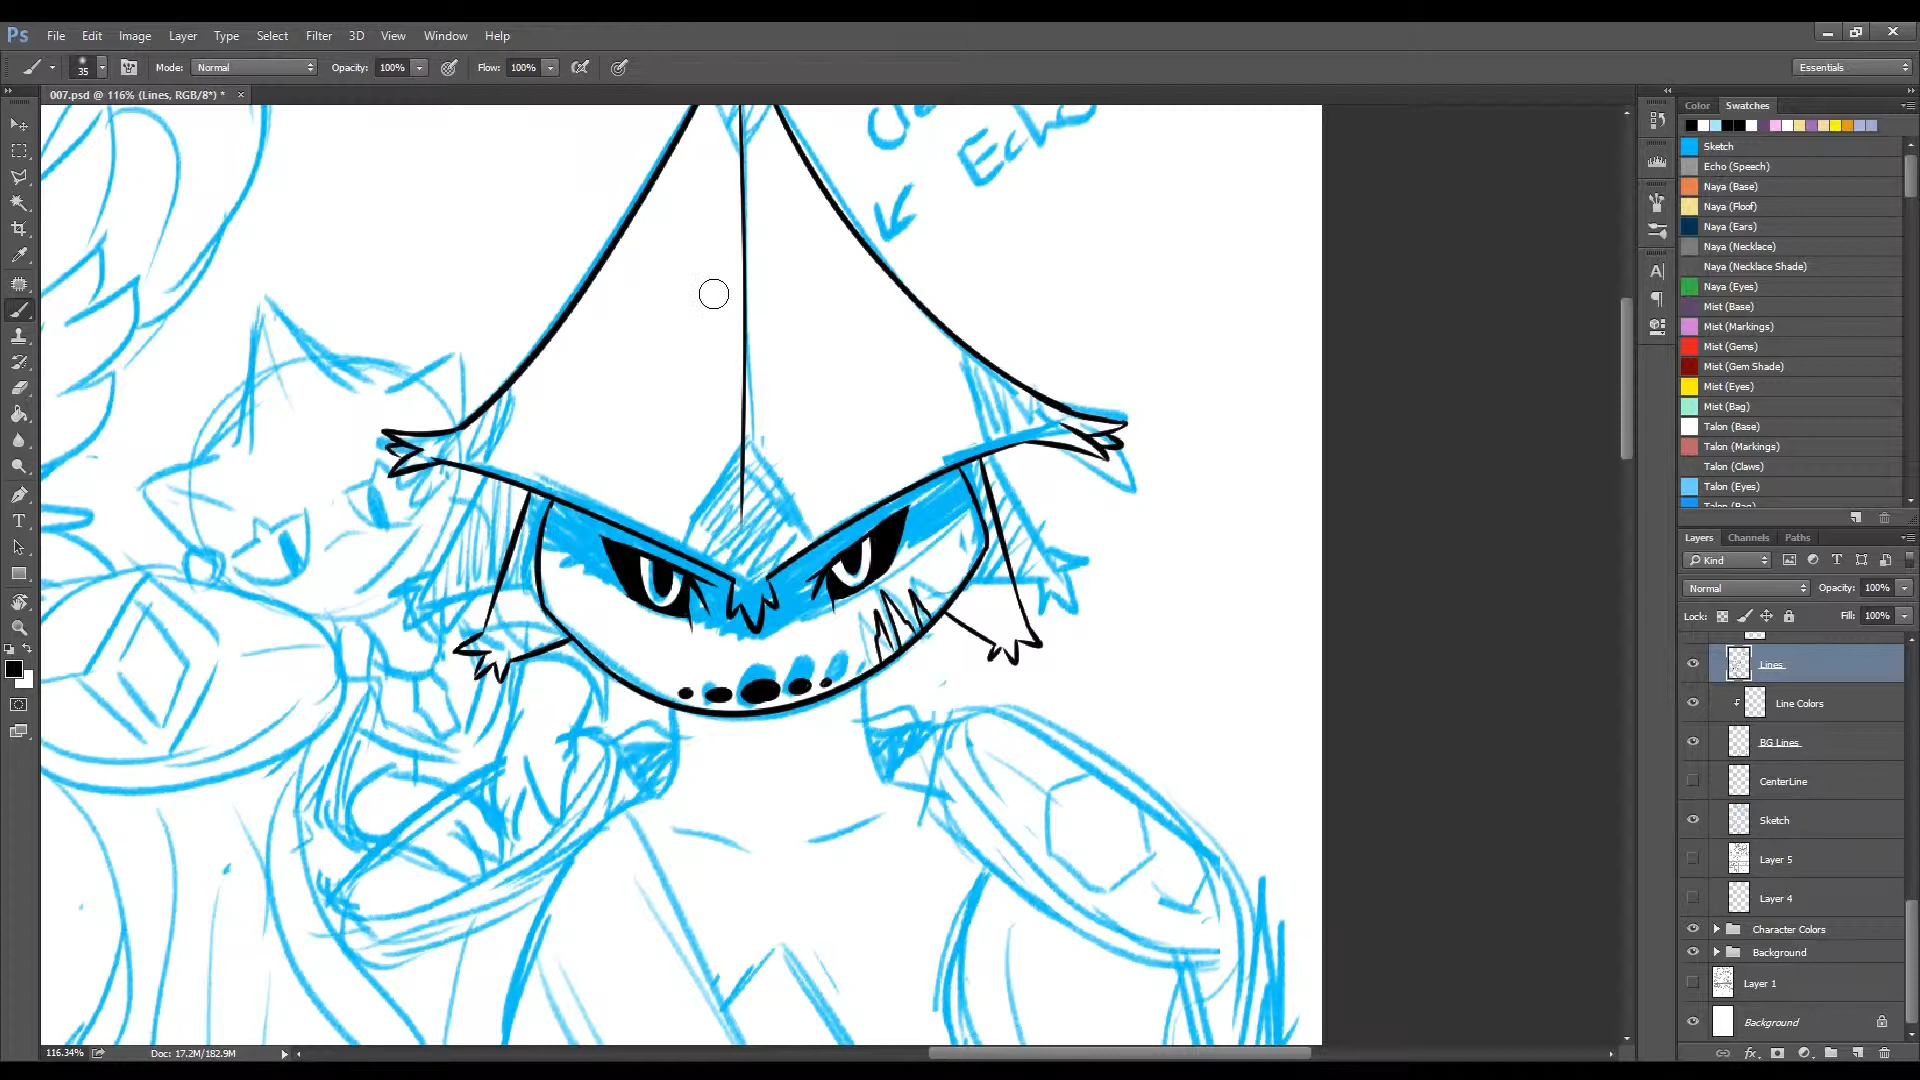 Ps File Edit Image Layer Type Select Filter 3D View Window Help
35 Mode: Normal Opacity: 100% Flow: 100% Essentials
007.psd @ 116% (Lines, RGB/8*) * ×
Color Swatches
Echo
Sketch
Echo (Speech)
Naya (Base)
Naya (Floof)
Naya (Ears)
Naya (Necklace)
Naya (Necklace Shade)
Naya (Eyes)
Mist (Base)
Mist (Markings)
Mist (Gems)
Mist (Gem Shade)
Mist (Eyes)
Mist (Bag)
Talon (Base)
Talon (Markings)
Talon (Claws)
Talon (Eyes)
Talon (Bag)
Layers Channels Paths
Kind
Normal Opacity: 100%
Lock: Fill: 100%
Lines
Line Colors
BG Lines
CenterLine
Sketch
Layer 5
Layer 4
Character Colors
Background
Layer 1
Background
116.34% Doc: 17.2M/182.9M